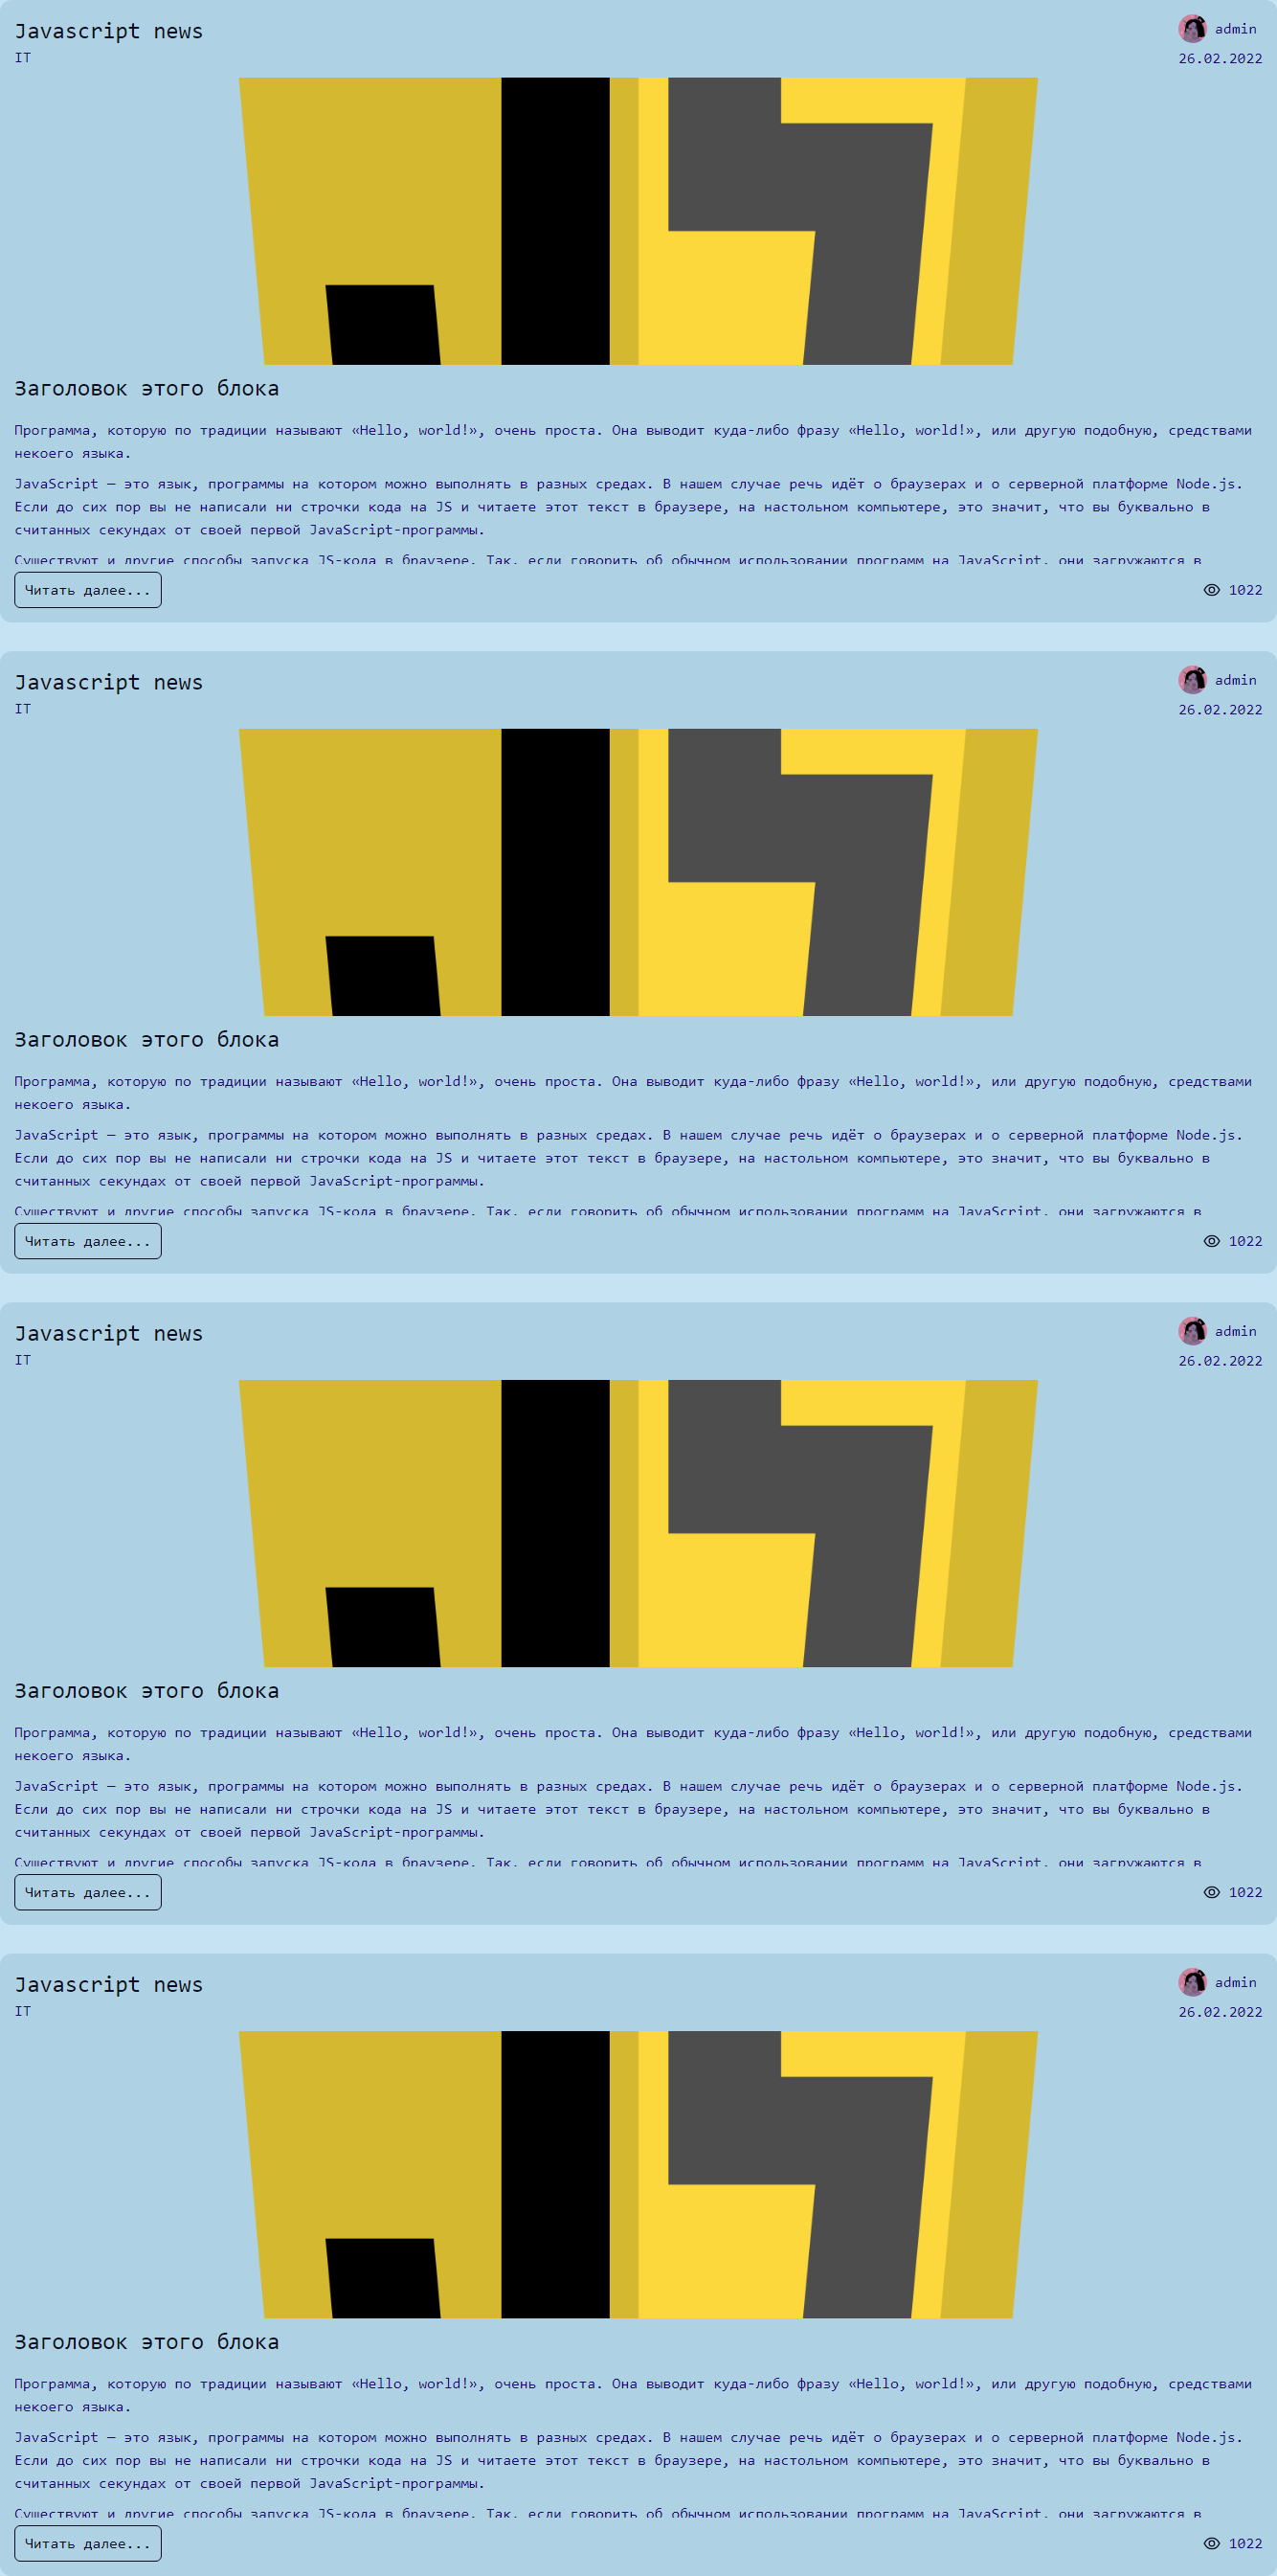 Javascript news
admin
IT
26.02.2022
Заголовок этого блока
Программа, которую по традиции называют «Hello, world!», очень проста. Она выводит куда-либо фразу «Hello, world!», или другую подобную, средствами
некоего языка.
JavaScript — это язык, программы на котором можно выполнять в разных средах. В нашем случае речь идёт о браузерах и о серверной платформе Node.js.
Если до сих пор вы не написали ни строчки кода на JS и читаете этот текст в браузере, на настольном компьютере, это значит, что вы буквально в
считанных секундах от своей первой JavaScript-программы.
Существуют и другие способы запуска JS-кода в браузере. Так, если говорить об обычном использовании программ на JavaScript, они загружаются в
Читать далее...
1022
Javascript news
admin
IT
26.02.2022
Заголовок этого блока
Программа, которую по традиции называют «Hello, world!», очень проста. Она выводит куда-либо фразу «Hello, world!», или другую подобную, средствами
некоего языка.
JavaScript — это язык, программы на котором можно выполнять в разных средах. В нашем случае речь идёт о браузерах и о серверной платформе Node.js.
Если до сих пор вы не написали ни строчки кода на JS и читаете этот текст в браузере, на настольном компьютере, это значит, что вы буквально в
считанных секундах от своей первой JavaScript-программы.
Существуют и другие способы запуска JS-кода в браузере. Так, если говорить об обычном использовании программ на JavaScript, они загружаются в
Читать далее...
1022
Javascript news
admin
IT
26.02.2022
Заголовок этого блока
Программа, которую по традиции называют «Hello, world!», очень проста. Она выводит куда-либо фразу «Hello, world!», или другую подобную, средствами
некоего языка.
JavaScript — это язык, программы на котором можно выполнять в разных средах. В нашем случае речь идёт о браузерах и о серверной платформе Node.js.
Если до сих пор вы не написали ни строчки кода на JS и читаете этот текст в браузере, на настольном компьютере, это значит, что вы буквально в
считанных секундах от своей первой JavaScript-программы.
Существуют и другие способы запуска JS-кода в браузере. Так, если говорить об обычном использовании программ на JavaScript, они загружаются в
Читать далее...
1022
Javascript news
admin
IT
26.02.2022
Заголовок этого блока
Программа, которую по традиции называют «Hello, world!», очень проста. Она выводит куда-либо фразу «Hello, world!», или другую подобную, средствами
некоего языка.
JavaScript — это язык, программы на котором можно выполнять в разных средах. В нашем случае речь идёт о браузерах и о серверной платформе Node.js.
Если до сих пор вы не написали ни строчки кода на JS и читаете этот текст в браузере, на настольном компьютере, это значит, что вы буквально в
считанных секундах от своей первой JavaScript-программы.
Существуют и другие способы запуска JS-кода в браузере. Так, если говорить об обычном использовании программ на JavaScript, они загружаются в
Читать далее...
1022